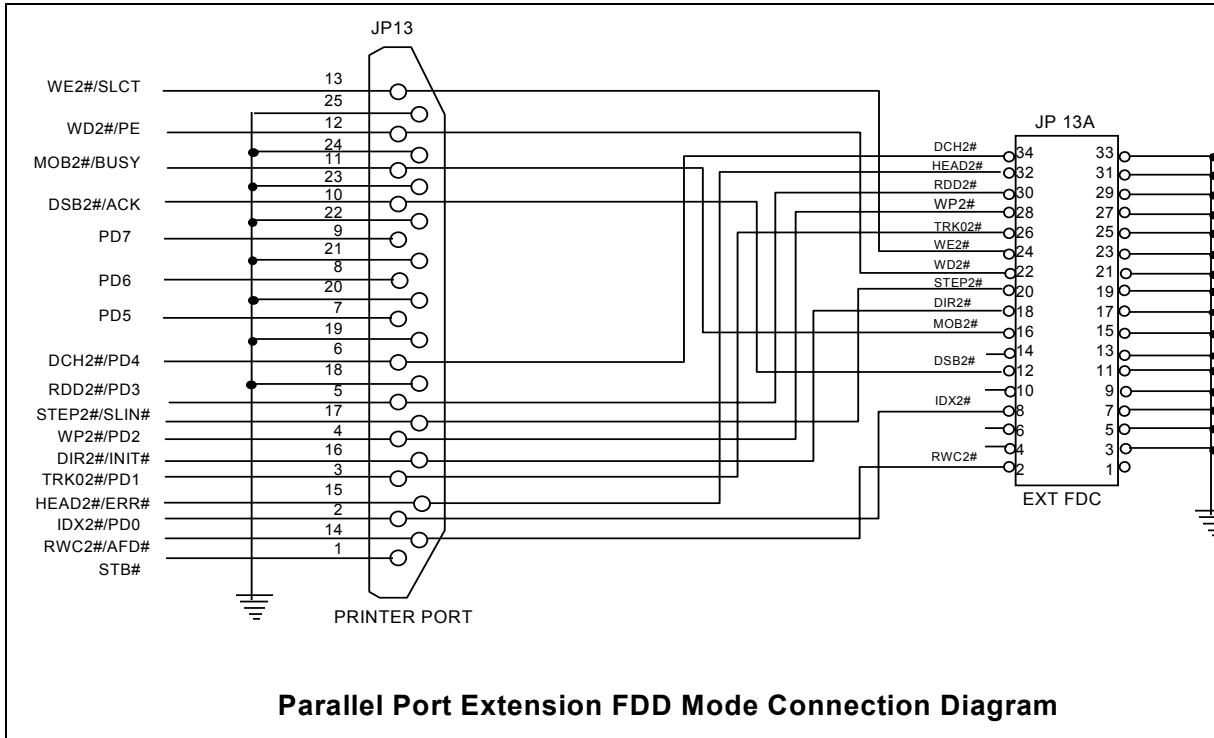 JP13
WE2#/SLCT
WD2#/PE
MOB2#/BUSY
DSB2#/ACK
PD7
PD6
PD5
DCH2#/PD4
RDD2#/PD3
STEP2#/SLIN#
WP2#/PD2
DIR2#/INIT#
TRK02#/PD1
HEAD2#/ERR#
IDX2#/PD0
RWC2#/AFD#
STB#
13
25
12
24
11
23
10
22
9
21
8
20
7
19
6
18
5
17
4
16
3
15
2
14
1
PRINTER PORT
JP 13A
DCH2#
HEAD2#
RDD2#
WP2#
TRK02#
WE2#
WD2#
STEP2#
DIR2#
MOB2#
DSB2#
IDX2#
RWC2#
34 33
32 31
30 29
28 27
26 25
24 23
22 21
20 19
18 17
16 15
14 13
12 11
10 9
8 7
6 5
4 3
2 1
EXT FDC
Parallel Port Extension FDD Mode Connection Diagram